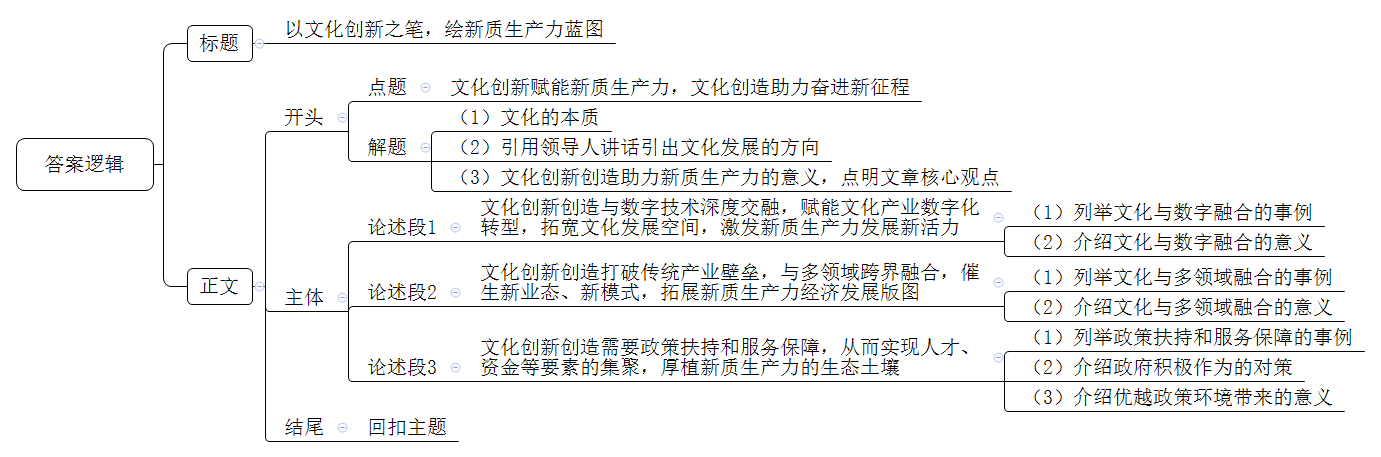 答案逻辑
标题
以文化创新之笔，绘新质生产力蓝图
正文
开头
点题
文化创新赋能新质生产力，文化创造助力奋进新征程
解题
（1）文化的本质
（2）引用领导人讲话引出文化发展的方向
（3）文化创新创造助力新质生产力的意义，点明文章核心观点
主体
论述段1
文化创新创造与数字技术深度交融，赋能文化产业数字化
转型，拓宽文化发展空间，激发新质生产力发展新活力
（1）列举文化与数字融合的事例
（2）介绍文化与数字融合的意义
论述段2
文化创新创造打破传统产业壁垒，与多领域跨界融合，催
生新业态、新模式，拓展新质生产力经济发展版图
（1）列举文化与多领域融合的事例
（2）介绍文化与多领域融合的意义
论述段3
文化创新创造需要政策扶持和服务保障，从而实现人才、
资金等要素的集聚，厚植新质生产力的生态土壤
（1）列举政策扶持和服务保障的事例
（2）介绍政府积极作为的对策
（3）介绍优越政策环境带来的意义
结尾
回扣主题